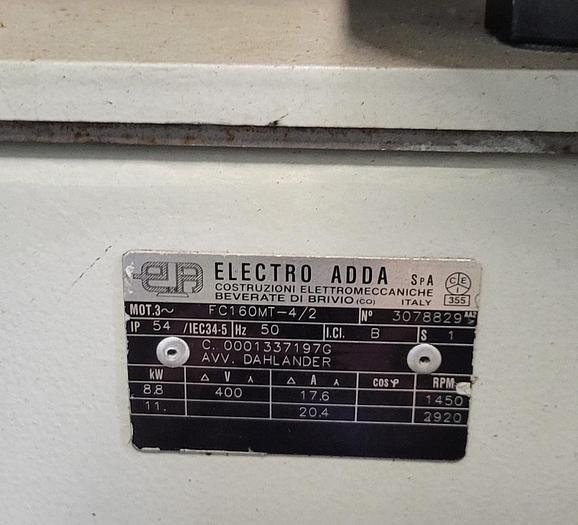 ELECTRO ADDA SPA
COSTRUZIONI ELETTROMECCANICHE
BEVERATE DI BRIVIO (CO) ITALY
CEI
355
MOT.3~ FC160MT-4/2 Nº 3078829
IP 54 /IEC34-5 Hz 50 I.CL. B S 1
C. 0001337197G
AVV. DAHLANDER
kW △ V ⅄ △ A ⅄ cosφ RPM
8.8 400 17.6 1450
11. 20.4 2920